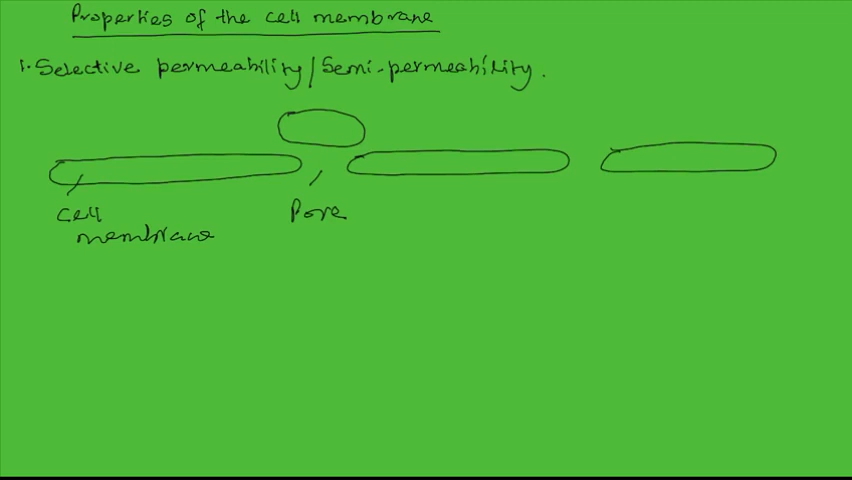 Properties of the cell membrane
1. Selective permeability/Semi-permeability.
Cell Pore
membrane